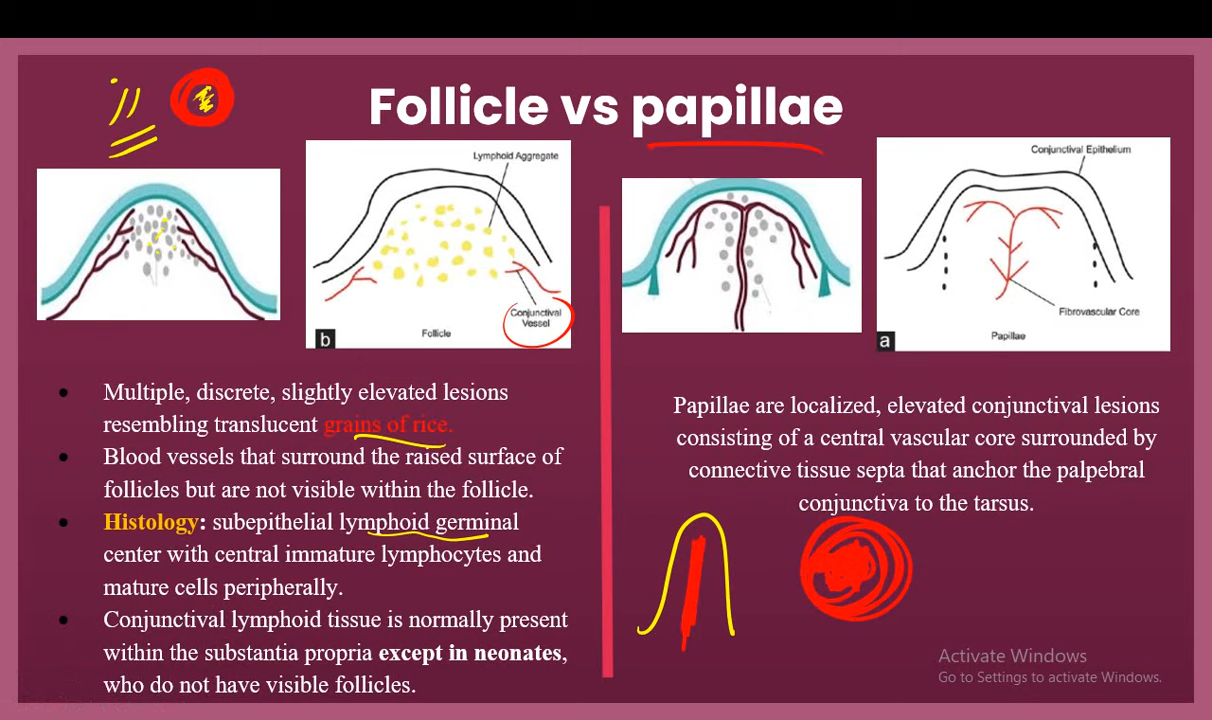 Follicle vs papillae
Lymphoid Aggregate
Conjunctival
Vessel
b
Follicle
Conjunctival Epithelium
Fibrovascular Core
a
Papillae
Multiple, discrete, slightly elevated lesions
resembling translucent grains of rice.
Blood vessels that surround the raised surface of
follicles but are not visible within the follicle.
Histology: subepithelial lymphoid germinal
center with central immature lymphocytes and
mature cells peripherally.
Conjunctival lymphoid tissue is normally present
within the substantia propria except in neonates,
who do not have visible follicles.
Papillae are localized, elevated conjunctival lesions
consisting of a central vascular core surrounded by
connective tissue septa that anchor the palpebral
conjunctiva to the tarsus.
Activate Windows
Go to Settings to activate Windows.